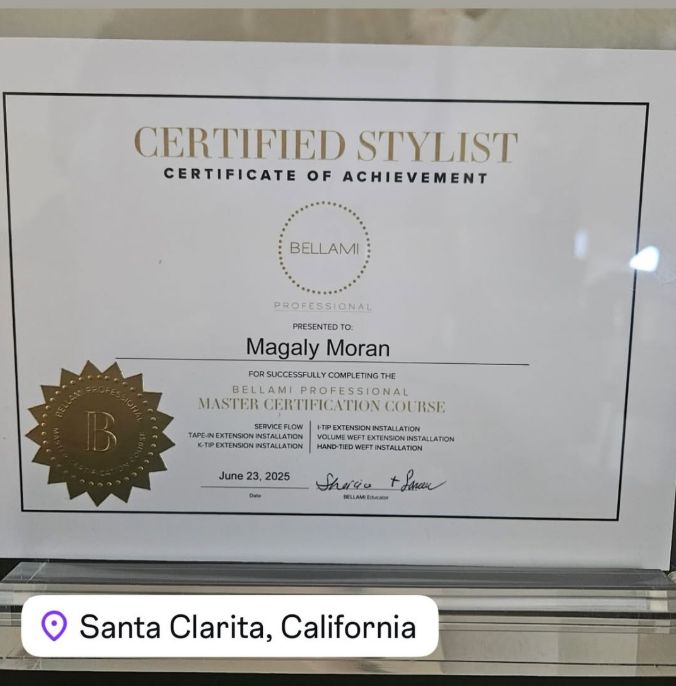 CERTIFIED STYLIST
CERTIFICATE OF ACHIEVEMENT
BELLAMI
PROFESSIONAL
PRESENTED TO:
Magaly Moran
FOR SUCCESSFULLY COMPLETING THE
BELLAMI PROFESSIONAL
MASTER CERTIFICATION COURSE
SERVICE FLOW
TAPE-IN EXTENSION INSTALLATION
K-TIP EXTENSION INSTALLATION
I-TIP EXTENSION INSTALLATION
VOLUME WEFT EXTENSION INSTALLATION
HAND-TIED WEFT INSTALLATION
BELLAMI PROFESSIONAL
B
June 23, 2025
Date
BELLAMI Educator
Santa Clarita, California